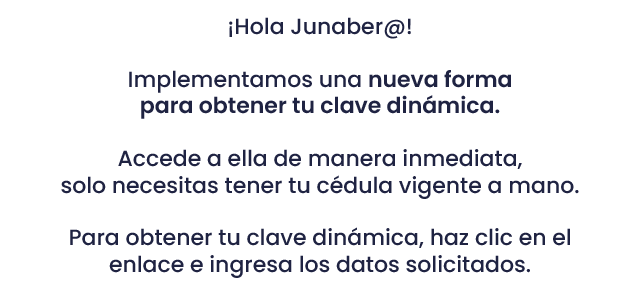 ¡Hola Junaber@!
Implementamos una nueva forma
para obtener tu clave dinámica.
Accede a ella de manera inmediata,
solo necesitas tener tu cédula vigente a mano.
Para obtener tu clave dinámica, haz clic en el
enlace e ingresa los datos solicitados.